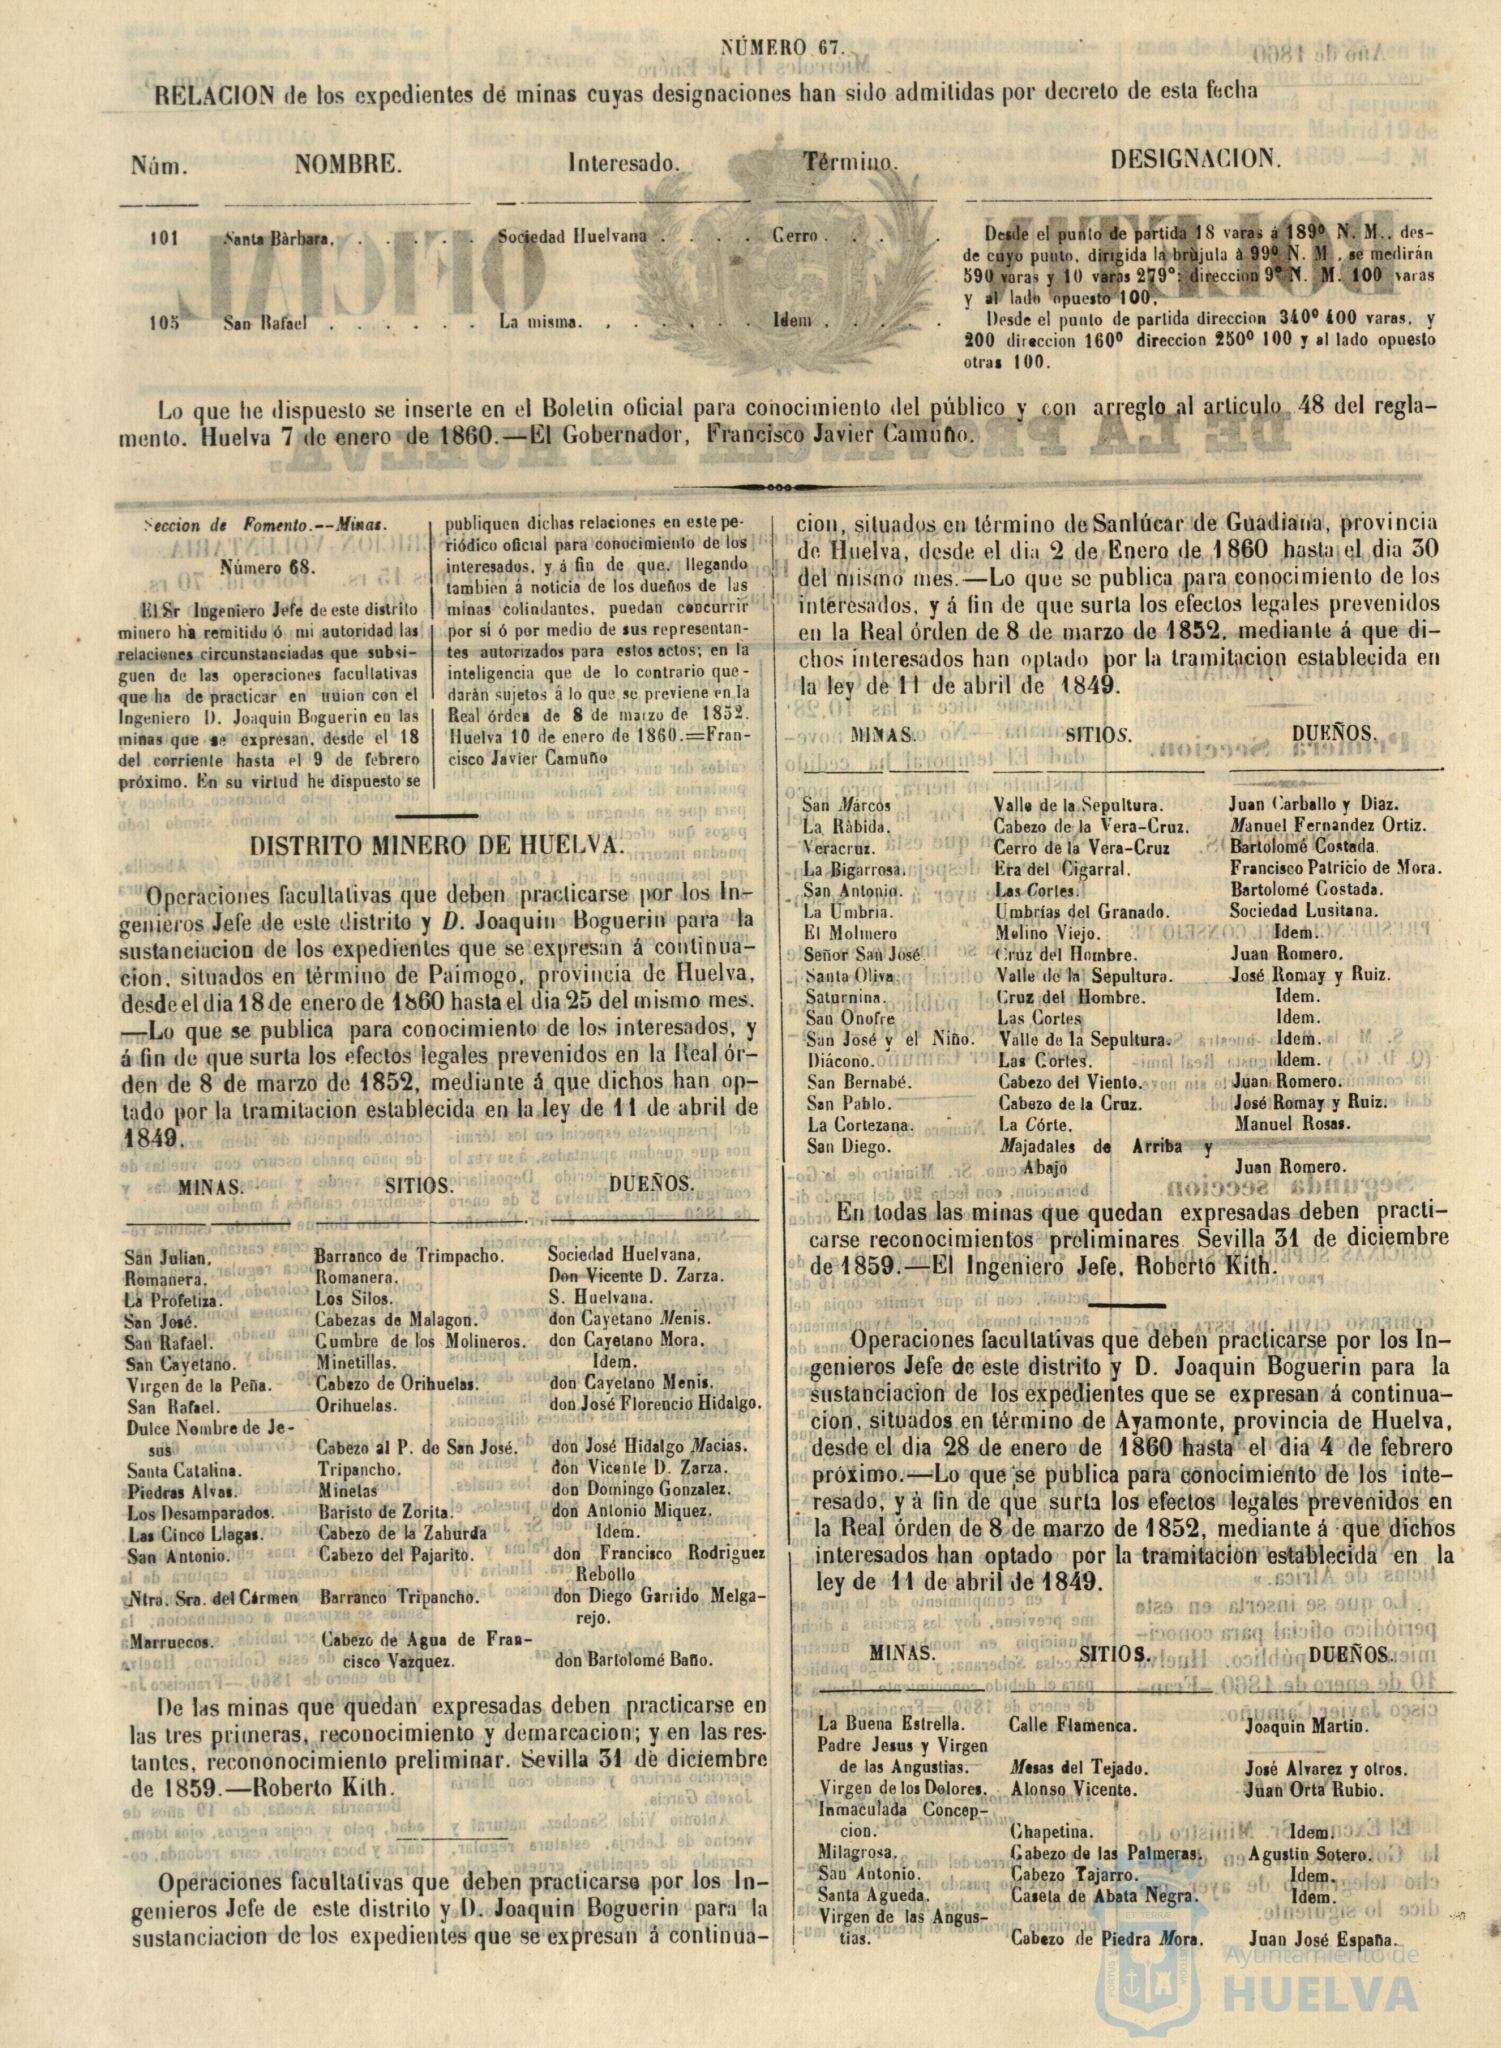 NÚMERO 67.
RELACION de los expedientes de minas cuyas designaciones han sido admitidas por decreto de esta fecha
Núm. NOMBRE. Interesado. Término. DESIGNACION.
101 Santa Bàrbara. . . . . . Sociedad Huelvana . . . . Cerro . . . . . Desde el punto de partida 18 varas á 189º N. M., des-
de cuyo punto, dirigida la brùjula à 99º N. M., se medirán
590 varas y 10 varas 279º; direccion 9º N. M. 100 varas
y al lado opuesto 100,
105 San Rafael . . . . . . La misma. . . . . . . Idem . . . . . Desde el punto de partida direccion 340º 400 varas, y
200 direccion 160º direccion 250º 100 y al lado opuesto
otras 100.
Lo que he dispuesto se inserte en el Boletin oficial para conocimiento del público y con arreglo al articulo 48 del regla-
mento. Huelva 7 de enero de 1860.—El Gobernador, Francisco Javier Camuño.
Seccion de Fomento.--Minas.
Número 68.
El Sr Ingeniero Jefe de este distrito
minero ha remitido ó mi autoridad las
relaciones circunstanciadas que subsi-
guen de las operaciones facultativas
que ha de practicar en uuion con el
Ingeniero D. Joaquin Boguerin en las
minas que se expresan, desde el 18
del corriente hasta el 9 de febrero
próximo. En su virtud he dispuesto se
publiquen dichas relaciones en este pe-
riódico oficial para conocimiento de los
interesados, y á fin de que, llegando
tambien á noticia de los dueños de las
minas colindantes, puedan concurrir
por sí ó por medio de sus representan-
tes autorizados para estos actos; en la
inteligencia que de lo contrario que-
darán sujetos á lo que se previene en la
Real órden de 8 de marzo de 1852.
Huelva 10 de enero de 1860.=Fran-
cisco Javier Camuño
DISTRITO MINERO DE HUELVA.
Operaciones facultativas que deben practicarse por los In-
genieros Jefe de este distrito y D. Joaquin Boguerin para la
sustanciacion de los expedientes que se expresan á continua-
cion, situados en término de Paimogo, provincia de Huelva,
desde el dia 18 de enero de 1860 hasta el dia 25 del mismo mes.
—Lo que se publica para conocimiento de los interesados, y
á fin de que surta los efectos legales prevenidos en la Real ór-
den de 8 de marzo de 1852, mediante á que dichos han op-
tado por la tramitacion establecida en la ley de 11 de abril de
1849.
MINAS. SITIOS. DUEÑOS.
San Julian, Barranco de Trimpacho. Sociedad Huelvana,
Romanera. Romanera. Don Vicente D. Zarza.
La Profetiza. Los Silos. S. Huelvana.
San José. Cabezas de Malagon. don Cayetano Menis.
San Rafael. Cumbre de los Molineros. don Cayetano Mora.
San Cayetano. Minetillas. Idem.
Virgen de la Peña. Cabezo de Orihuelas. don Cayetano Menis.
San Rafael. Orihuelas. don José Florencio Hidalgo.
Dulce Nombre de Je-
sus Cabezo al P. de San José. don José Hidalgo Macias.
Santa Catalina. Tripancho. don Vicente D. Zarza.
Piedras Alvas. Minetas don Domingo Gonzalez.
Los Desamparados. Baristo de Zorita. don Antonio Miquez.
Las Cinco Llagas. Cabezo de la Zahurda Idem.
San Antonio. Cabezo del Pajarito. don Francisco Rodriguez
Rebollo
Ntra. Sra. del Cármen Barranco Tripancho. don Diego Garrido Melga-
rejo.
Marruecos. Cabezo de Agua de Fran-
cisco Vazquez. don Bartolomé Baño.
De las minas que quedan expresadas deben practicarse en
las tres primeras, reconocimiento y demarcacion; y en las res-
tantes, recononocimiento preliminar. Sevilla 31 de diciembre
de 1859.—Roberto Kith.
Operaciones facultativas que deben practicarse por los In-
genieros Jefe de este distrito y D. Joaquin Boguerin para la
sustanciacion de los expedientes que se expresan á continua-
cion, situados en término de Sanlúcar de Guadiana, provincia
de Huelva, desde el dia 2 de Enero de 1860 hasta el dia 30
del mismo mes.—Lo que se publica para conocimiento de los
interesados, y á fin de que surta los efectos legales prevenidos
en la Real órden de 8 de marzo de 1852, mediante á que di-
chos interesados han optado por la tramitacion establecida en
la ley de 11 de abril de 1849.
MINAS. SITIOS. DUEÑOS.
San Márcos Valle de la Sepultura. Juan Carballo y Diaz.
La Ràbida. Cabezo de la Vera-Cruz. Manuel Fernandez Ortiz.
Veracruz. Cerro de la Vera-Cruz Bartolomé Costada.
La Bigarrosa. Era del Cigarral. Francisco Patricio de Mora.
San Antonio. Las Cortes. Bartolomé Costada.
La Umbria. Umbrías del Granado. Sociedad Lusitana.
El Molinero Molino Viejo. Idem.
Señor San José. Cruz del Hombre. Juan Romero.
Santa Oliva Valle de la Sepultura. José Romay y Ruiz.
Saturnina. Cruz del Hombre. Idem.
San Onofre Las Cortes Idem.
San José y el Niño. Valle de la Sepultura. Idem.
Diácono. Las Cortes. Idem.
San Bernabé. Cabezo del Viento. Juan Romero.
San Pablo. Cabezo de la Cruz. José Romay y Ruiz.
La Cortezana. La Córte. Manuel Rosas.
San Diego. Majadales de Arriba y
Abajo Juan Romero.
En todas las minas que quedan expresadas deben practi-
carse reconocimientos preliminares Sevilla 31 de diciembre
de 1859.—El Ingeniero Jefe, Roberto Kith.
Operaciones facultativas que deben practicarse por los In-
genieros Jefe de este distrito y D. Joaquin Boguerin para la
sustanciacion de los expedientes que se expresan á continua-
cion, situados en término de Ayamonte, provincia de Huelva,
desde el dia 28 de enero de 1860 hasta el dia 4 de febrero
próximo.—Lo que se publica para conocimiento de los inte-
resado, y à fin de que surta los efectos legales prevenidos en
la Real órden de 8 de marzo de 1852, mediante á que dichos
interesados han optado por la tramitacion establecida en la
ley de 11 de abril de 1849.
MINAS. SITIOS. DUEÑOS.
La Buena Estrella. Calle Flamenca. Joaquin Martin.
Padre Jesus y Virgen
de las Angustias. Mesas del Tejado. José Alvarez y otros.
Virgen de los Dolores. Alonso Vicente. Juan Orta Rubio.
Inmaculada Concep-
cion. Chapetina. Idem.
Milagrosa. Cabezo de las Palmeras. Agustin Sotero.
San Antonio. Cabezo Tajarro. Idem.
Santa Agueda. Caseta de Abata Negra. Idem.
Virgen de las Angus-
tias. Cabezo de Piedra Mora. Juan José España.
Ayuntamiento de
HUELVA